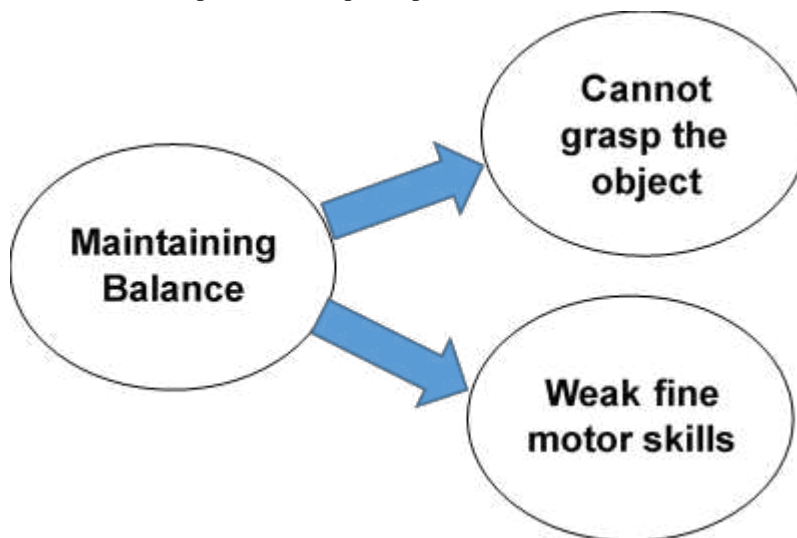 Maintaining
Balance
Cannot
grasp the
object
Weak fine
motor skills